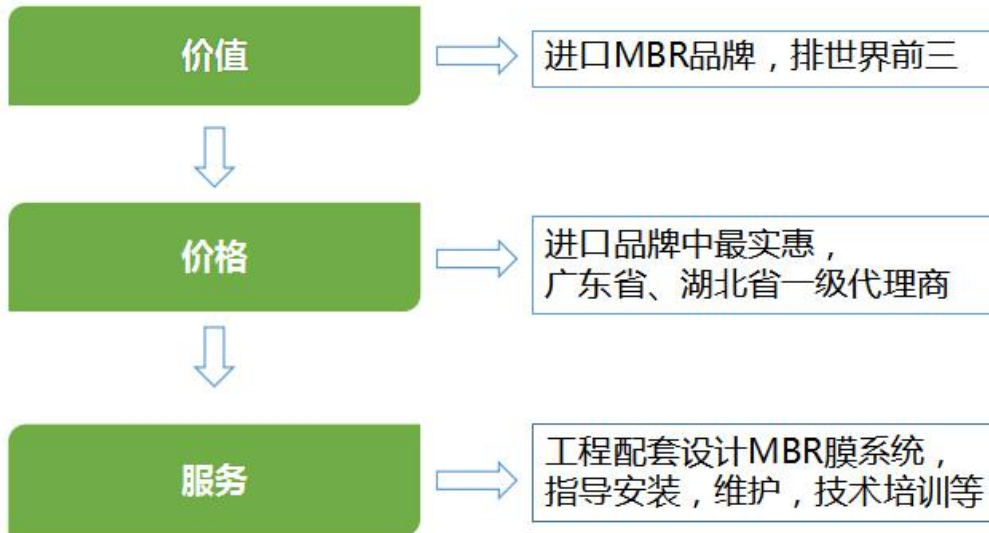 价值
进口MBR品牌，排世界前三
价格
进口品牌中最实惠，
广东省、湖北省一级代理商
服务
工程配套设计MBR膜系统，
指导安装，维护，技术培训等